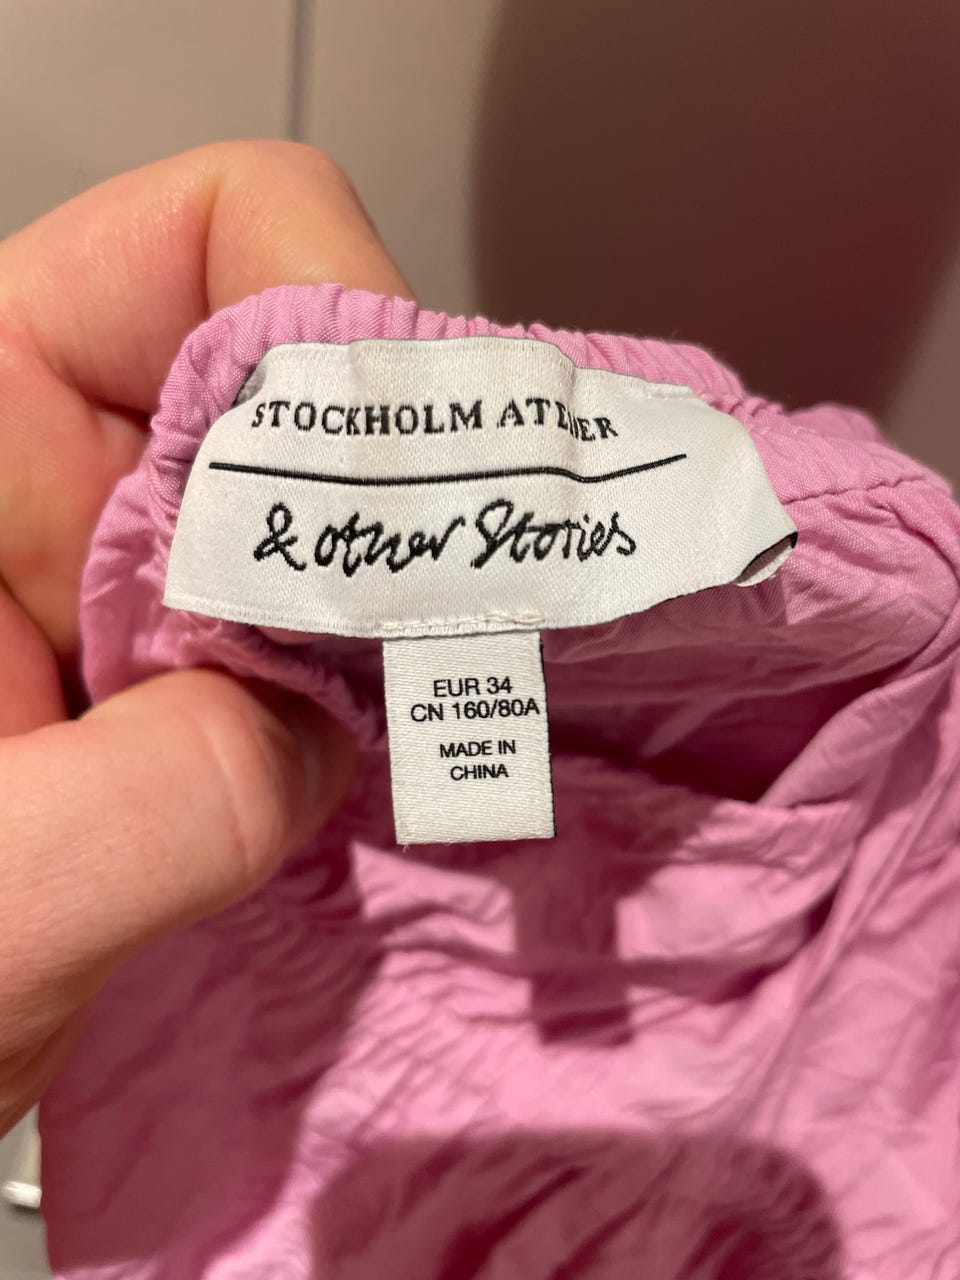 STOCKHOLM ATELIER
& other Stories
EUR 34
CN 160/80A
MADE IN
CHINA